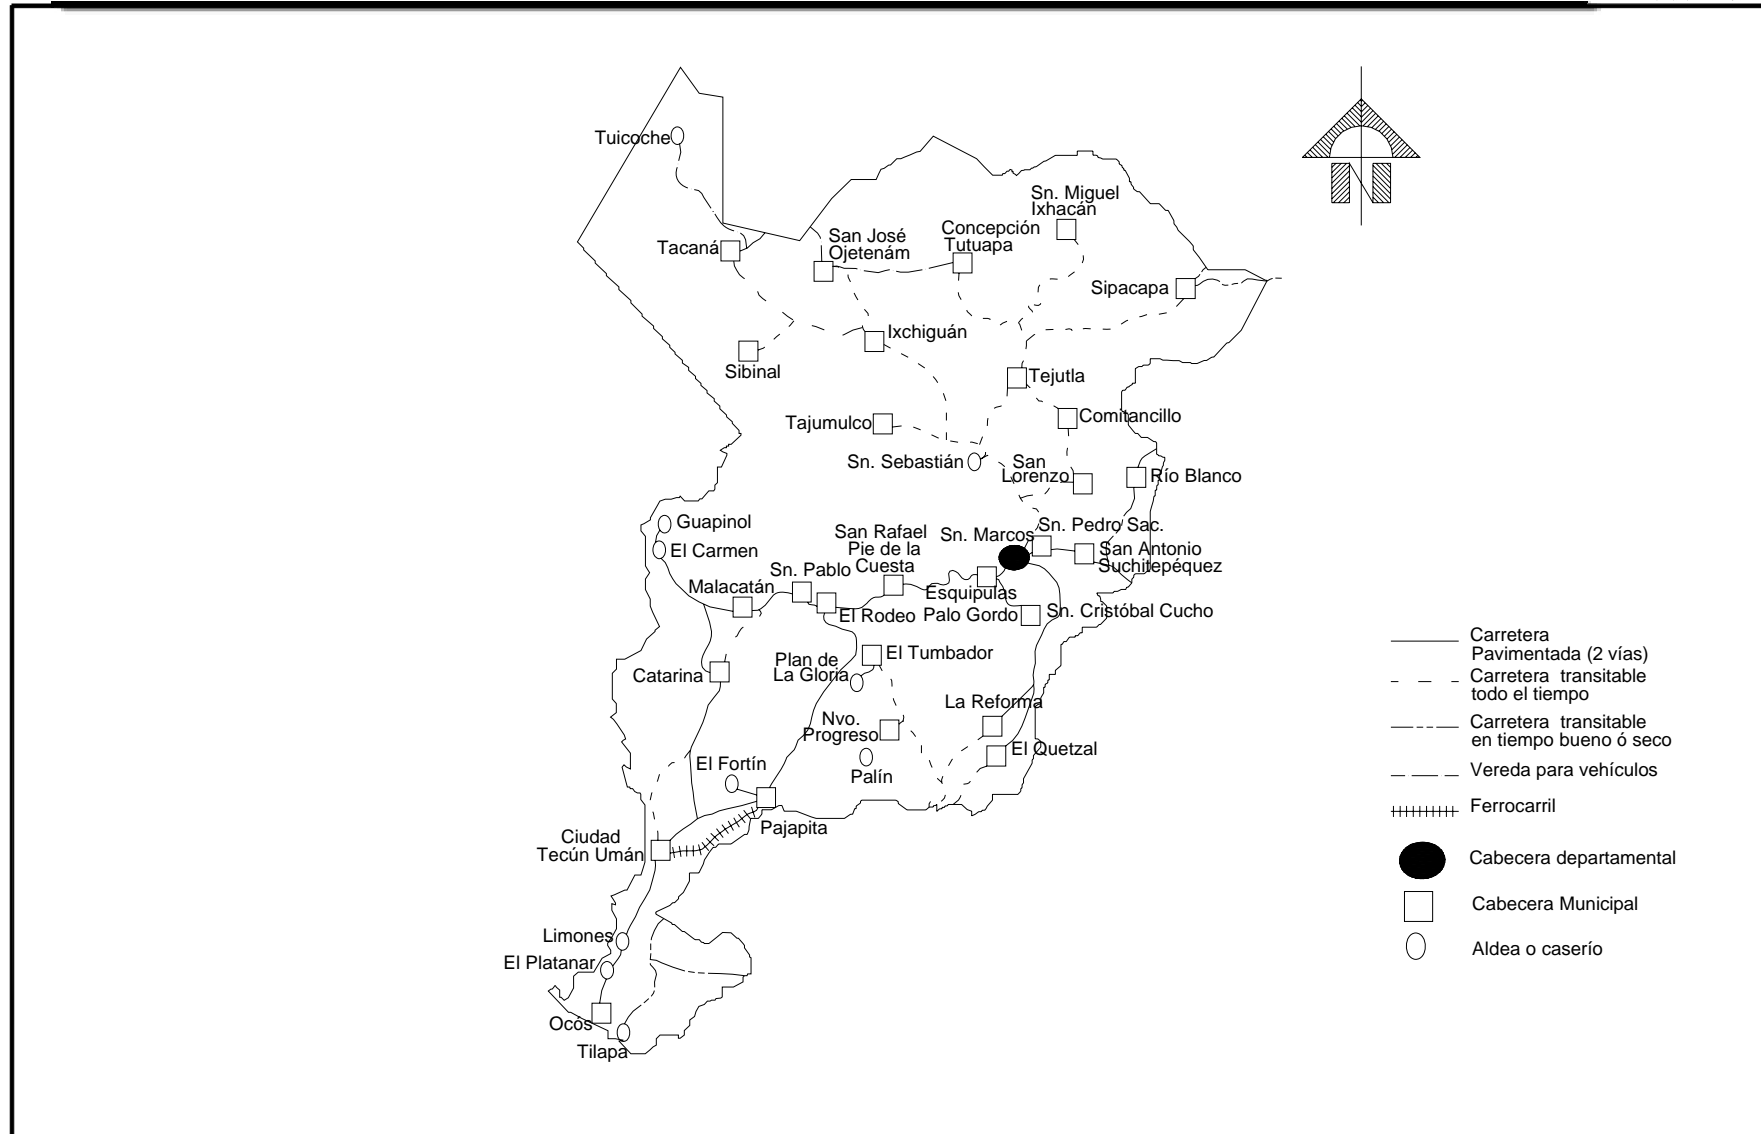 Tuicoche
Sn. Miguel
Ixhacán
Tacaná
San José
Ojetenám
Concepción
Tutuapa
Sipacapa
Ixchiguán
Sibinal
Tejutla
Tajumulco
Comitancillo
Sn. Sebastián
San
Lorenzo
Río Blanco
Guapinol
El Carmen
San Rafael
Pie de la
Cuesta
Sn. Marcos
Sn. Pedro Sac.
San Antonio
Suchitepéquez
Malacatán
Sn. Pablo
El Rodeo
Esquipulas
Palo Gordo
Sn. Cristóbal Cucho
Catarina
Plan de
La Gloria
El Tumbador
La Reforma
Nvo.
Progreso
El Quetzal
El Fortín
Palín
Pajapita
Ciudad
Tecún Umán
Limones
El Platanar
Ocós
Tilapa
N
Carretera
Pavimentada (2 vías)
Carretera transitable
todo el tiempo
Carretera transitable
en tiempo bueno ó seco
Vereda para vehículos
Ferrocarril
Cabecera departamental
Cabecera Municipal
Aldea o caserío